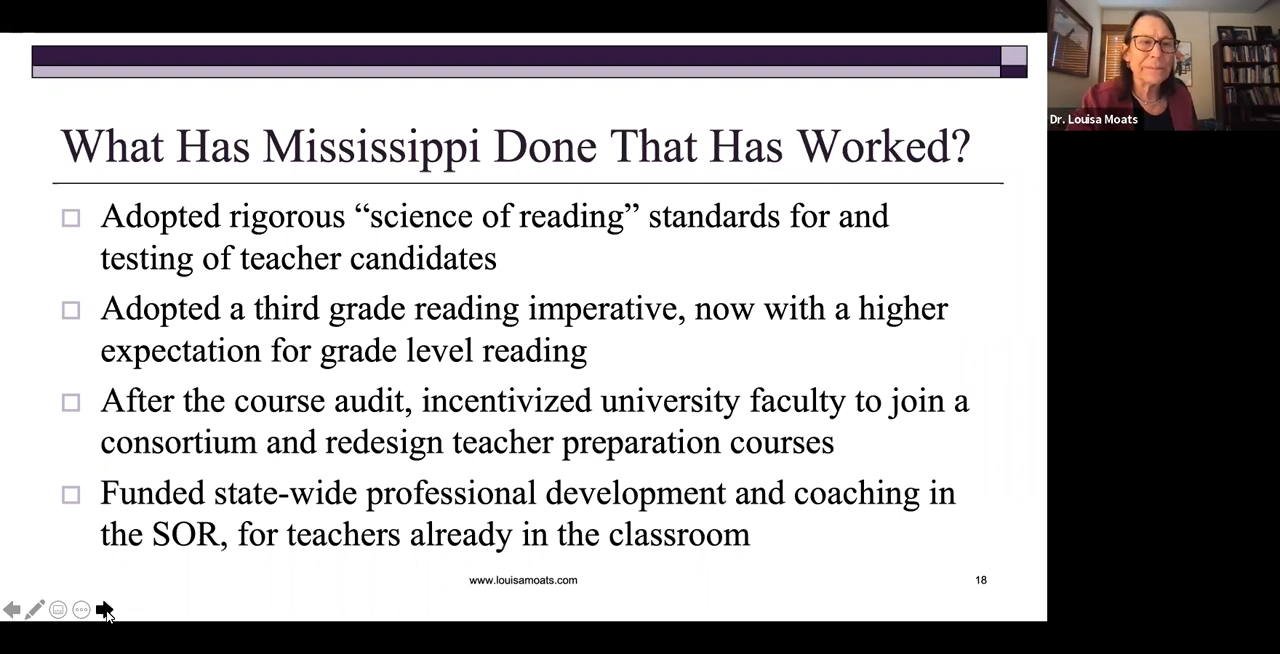 Dr. Louisa Moats
What Has Mississippi Done That Has Worked?
Adopted rigorous “science of reading” standards for and
testing of teacher candidates
Adopted a third grade reading imperative, now with a higher
expectation for grade level reading
After the course audit, incentivized university faculty to join a
consortium and redesign teacher preparation courses
Funded state-wide professional development and coaching in
the SOR, for teachers already in the classroom
www.louisamoats.com
18